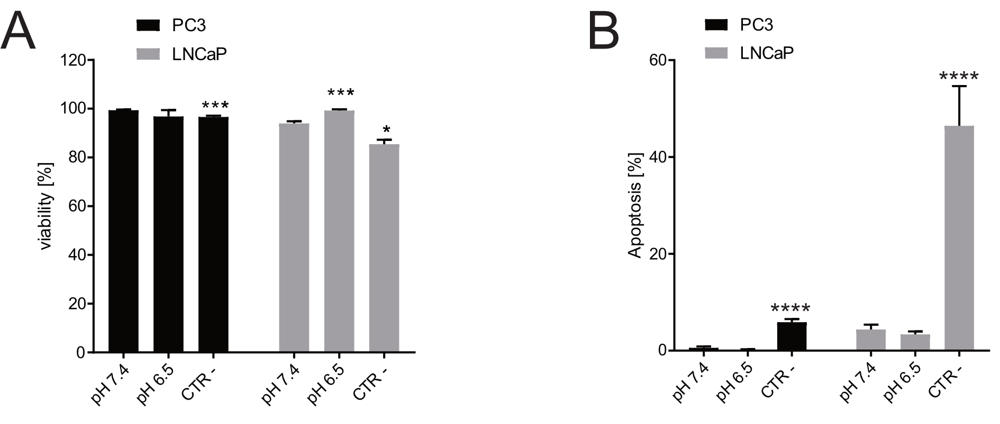 A
PC3
LNCaP
120
100
80
60
40
20
0
viability [%]
***
***
*
pH 7.4
pH 6.5
CTR -
pH 7.4
pH 6.5
CTR -
B
PC3
LNCaP
60
40
20
0
Apoptosis [%]
****
****
pH 7.4
pH 6.5
CTR -
pH 7.4
pH 6.5
CTR -